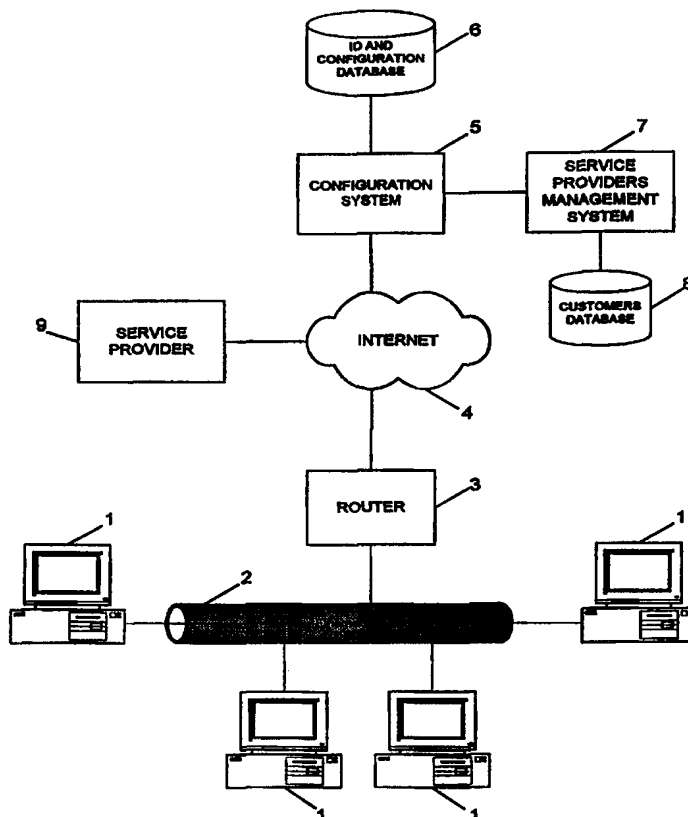 6
ID AND
CONFIGURATION
DATABASE
5
7
CONFIGURATION
SYSTEM
SERVICE
PROVIDERS
MANAGEMENT
SYSTEM
8
CUSTOMERS
DATABASE
9
SERVICE
PROVIDER
INTERNET
4
3
ROUTER
1
1
2
1
1